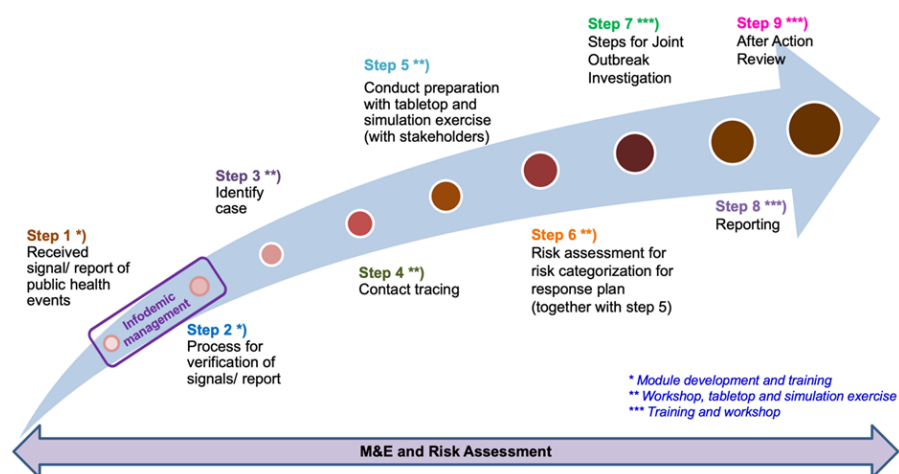 Step 1 *)
Received
signal/ report of
public health
events
Infodemic
management
Step 2 *)
Process for
verification of
signals/ report
Step 3 **)
Identify
case
Step 4 **)
Contact tracing
Step 5 **)
Conduct preparation
with tabletop and
simulation exercise
(with stakeholders)
Step 6 **)
Risk assessment for
risk categorization for
response plan
(together with step 5)
Step 7 ***)
Steps for Joint
Outbreak
Investigation
Step 8 ***)
Reporting
Step 9 ***)
After Action
Review
* Module development and training
** Workshop, tabletop and simulation exercise
*** Training and workshop
M&E and Risk Assessment